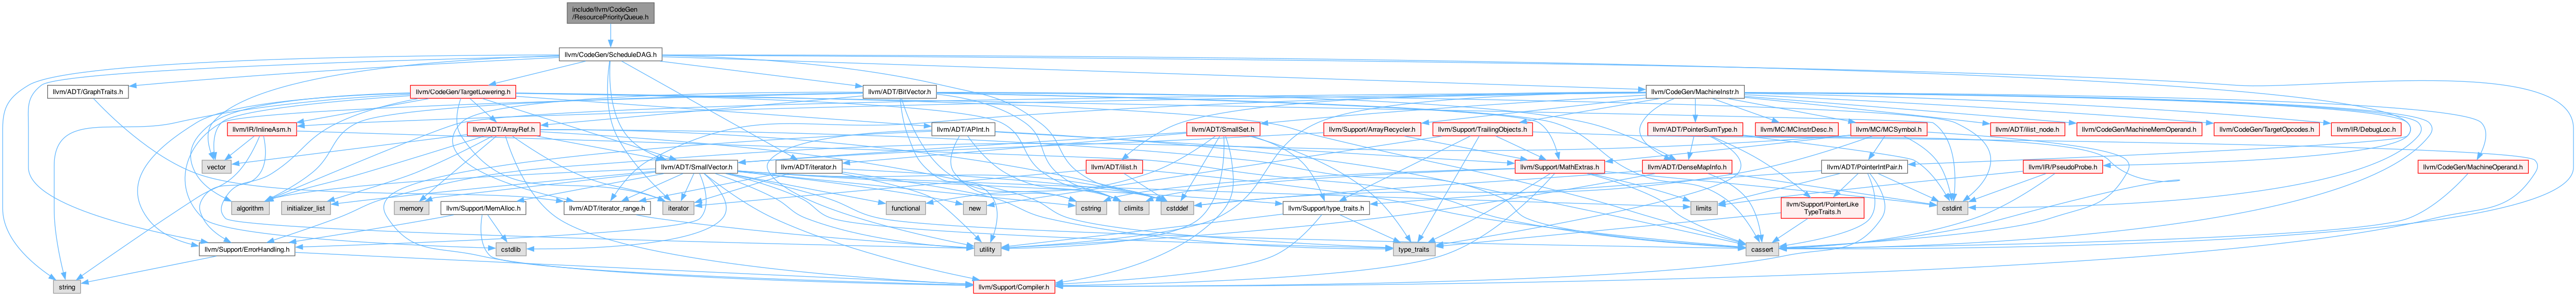 include/llvm/CodeGen
/ResourcePriorityQueue.h
llvm/CodeGen/ScheduleDAG.h
llvm/ADT/GraphTraits.h
llvm/CodeGen/TargetLowering.h
llvm/ADT/BitVector.h
llvm/CodeGen/MachineInstr.h
llvm/IR/InlineAsm.h
llvm/ADT/ArrayRef.h
llvm/ADT/APInt.h
llvm/ADT/SmallSet.h
llvm/Support/ArrayRecycler.h
llvm/Support/TrailingObjects.h
llvm/ADT/PointerSumType.h
llvm/MC/MCInstrDesc.h
llvm/MC/MCSymbol.h
llvm/ADT/ilist_node.h
llvm/CodeGen/MachineMemOperand.h
llvm/CodeGen/TargetOpcodes.h
llvm/IR/DebugLoc.h
vector
llvm/ADT/SmallVector.h
llvm/ADT/iterator.h
llvm/ADT/ilist.h
llvm/Support/MathExtras.h
llvm/ADT/DenseMapInfo.h
llvm/ADT/PointerIntPair.h
llvm/IR/PseudoProbe.h
llvm/CodeGen/MachineOperand.h
algorithm
initializer_list
memory
llvm/Support/MemAlloc.h
llvm/ADT/iterator_range.h
iterator
functional
new
cstring
climits
cstddef
llvm/Support/type_traits.h
limits
llvm/Support/PointerLike
TypeTraits.h
cstdint
llvm/Support/ErrorHandling.h
cstdlib
utility
type_traits
cassert
string
llvm/Support/Compiler.h